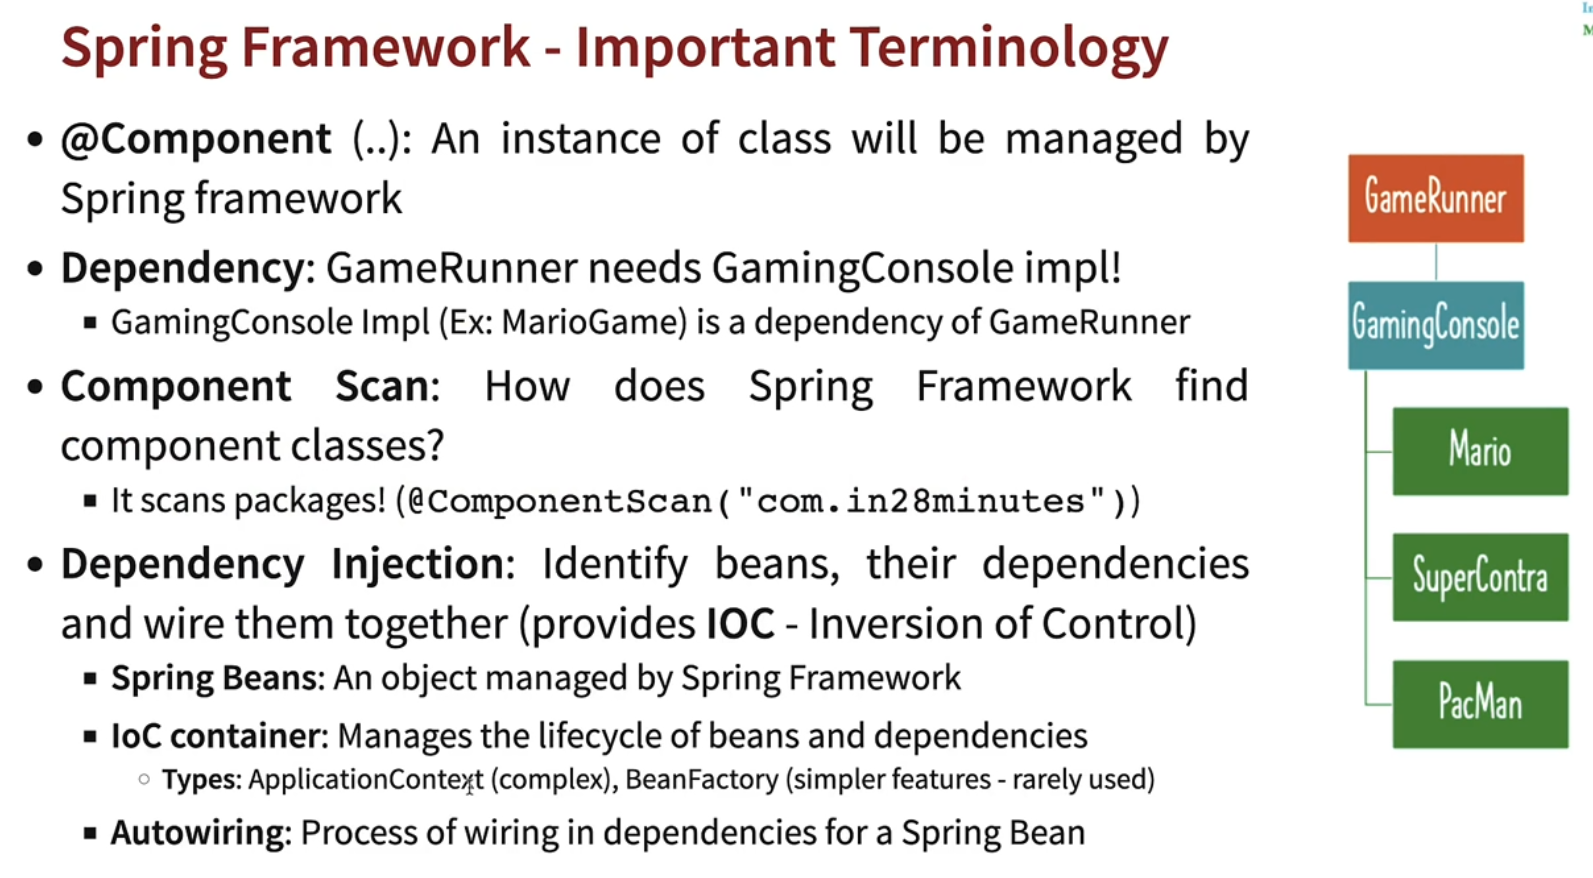 Spring Framework - Important Terminology
@Component (..): An instance of class will be managed by
Spring framework
Dependency: GameRunner needs GamingConsole impl!
GamingConsole Impl (Ex: MarioGame) is a dependency of GameRunner
Component Scan: How does Spring Framework find
component classes?
It scans packages! (@ComponentScan("com.in28minutes"))
Dependency Injection: Identify beans, their dependencies
and wire them together (provides IOC - Inversion of Control)
Spring Beans: An object managed by Spring Framework
IoC container: Manages the lifecycle of beans and dependencies
Types: ApplicationContext (complex), BeanFactory (simpler features - rarely used)
Autowiring: Process of wiring in dependencies for a Spring Bean
GameRunner
GamingConsole
Mario
SuperContra
PacMan